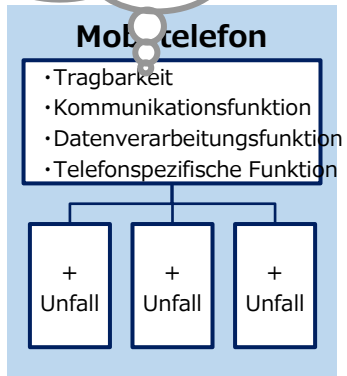 Mobiltelefon
・Tragbarkeit
・Kommunikationsfunktion
・Datenverarbeitungsfunktion
・Telefonspezifische Funktion
+
Unfall
+
Unfall
+
Unfall